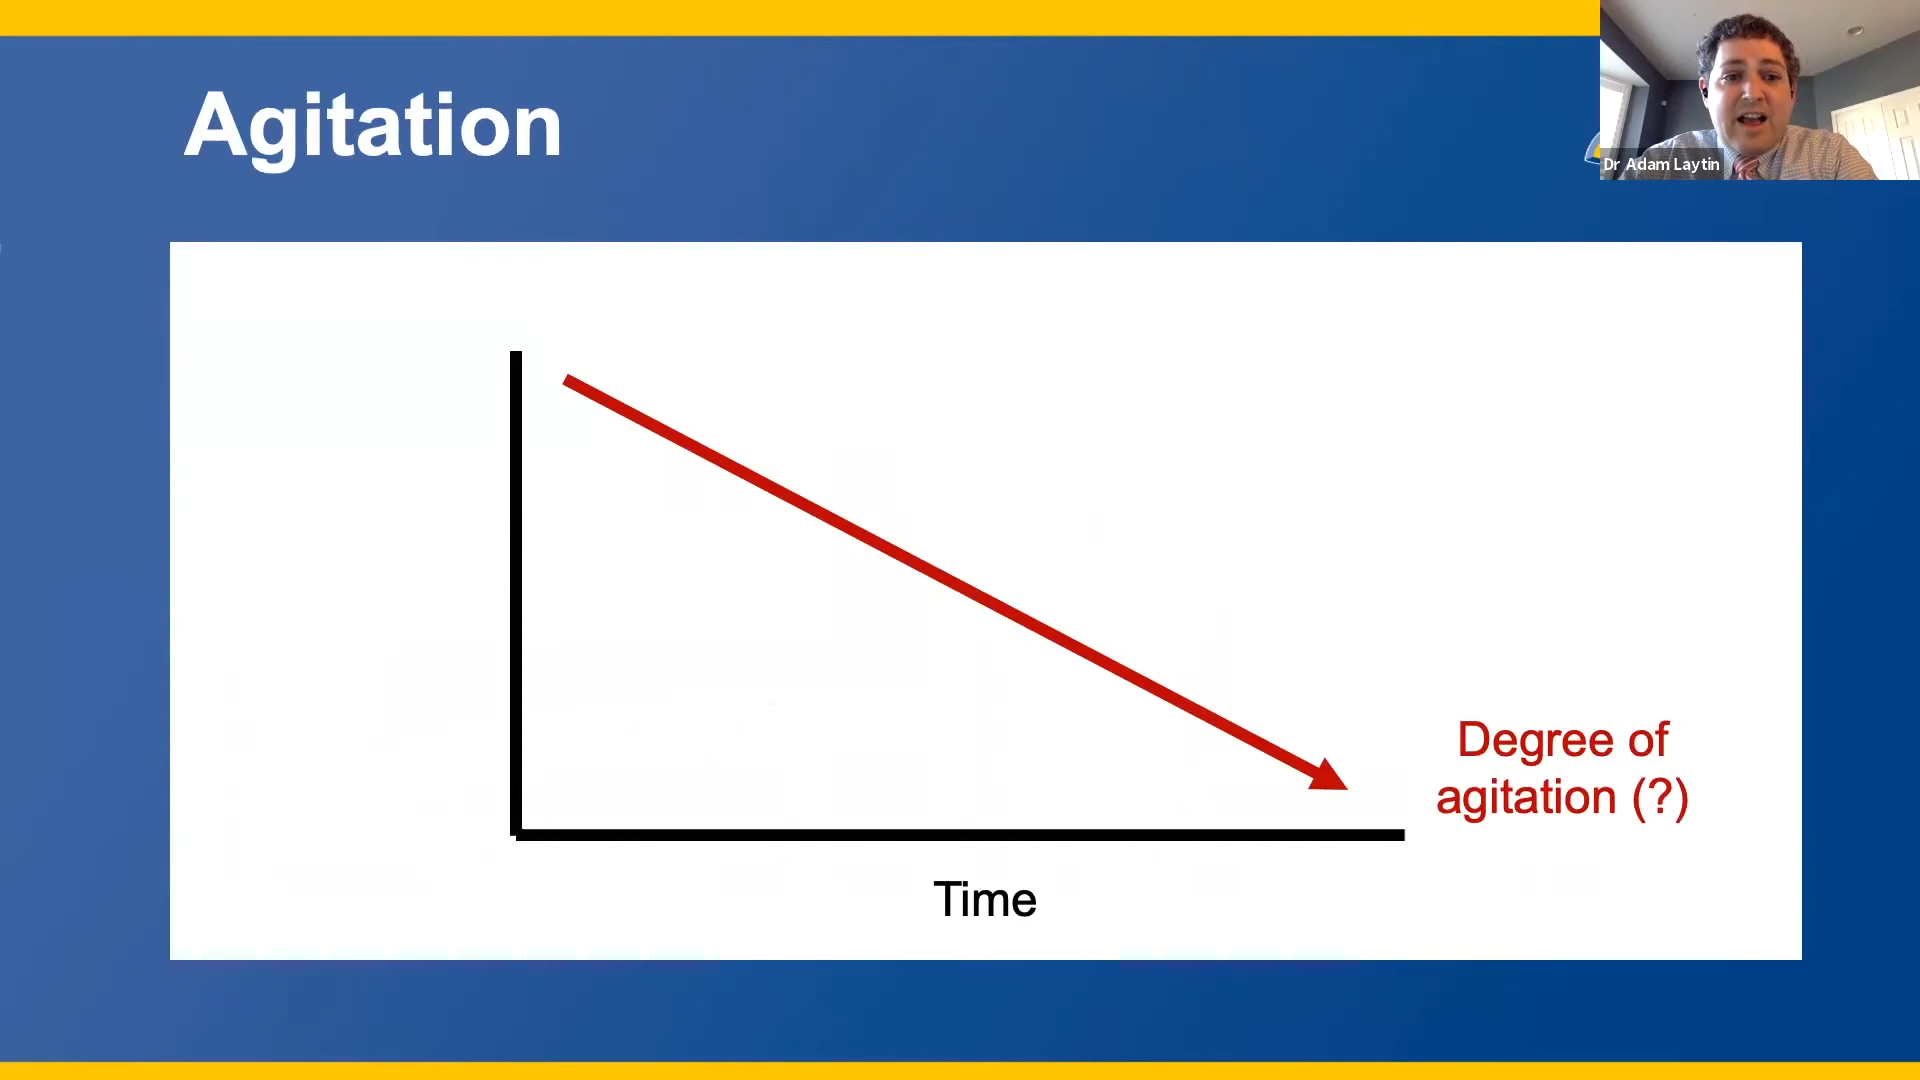 Agitation
Dr Adam Laytin
Degree of
agitation (?)
Time